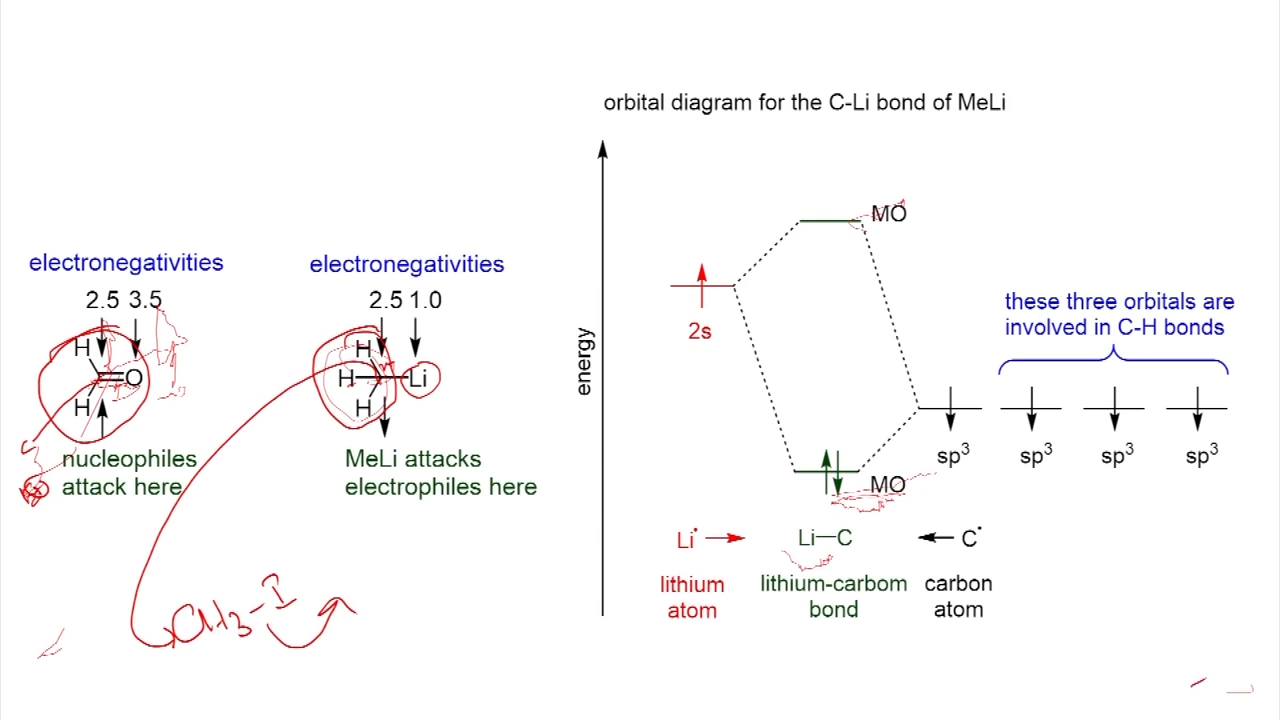 orbital diagram for the C-Li bond of MeLi
electronegativities
2.5 3.5
H
O
H
nucleophiles
attack here
electronegativities
2.5 1.0
H
H Li
H
MeLi attacks
electrophiles here
CH3-I
energy
MO
2s
these three orbitals are
involved in C-H bonds
sp3 sp3 sp3 sp3
MO
Li• Li—C C•
lithium
atom
lithium-carbom
bond
carbon
atom